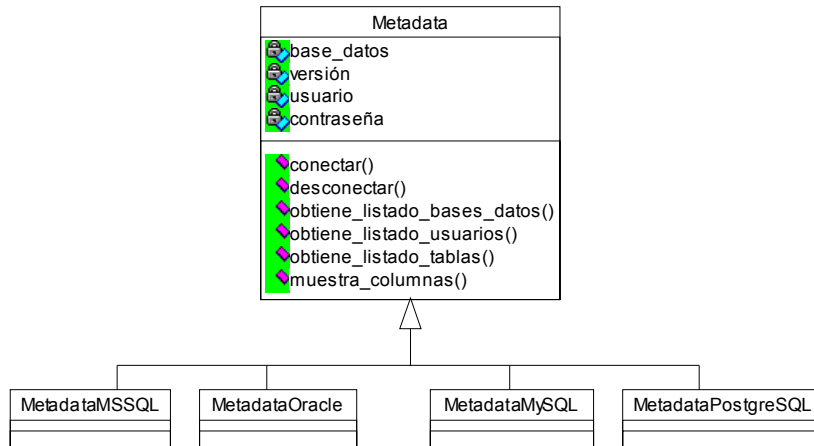 Metadata
base_datos
versión
usuario
contraseña
conectar()
desconectar()
obtiene_listado_bases_datos()
obtiene_listado_usuarios()
obtiene_listado_tablas()
muestra_columnas()
MetadataMSSQL
MetadataOracle
MetadataMySQL
MetadataPostgreSQL